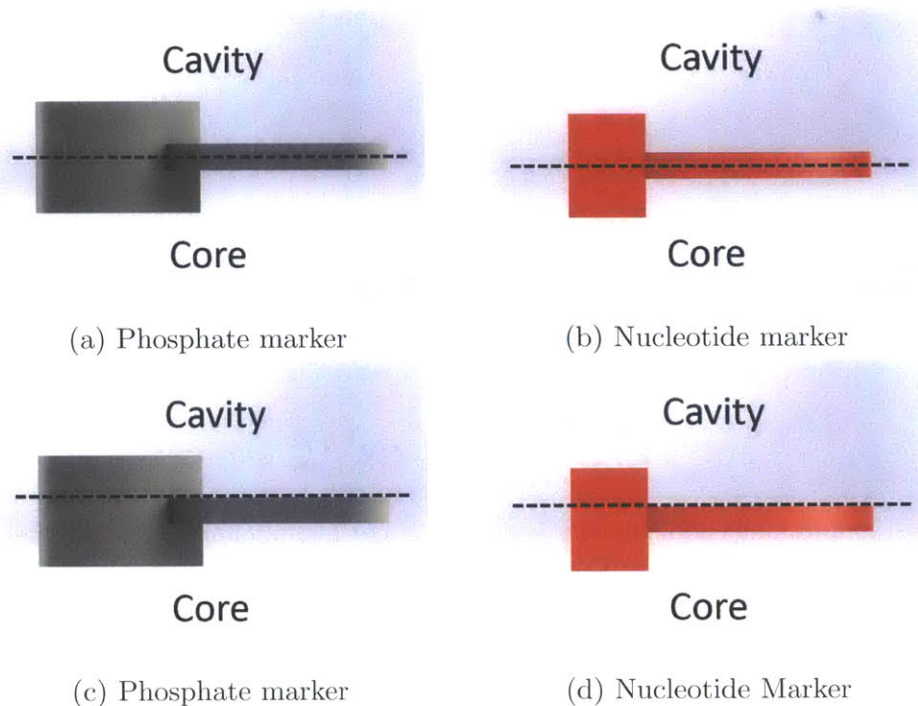 Cavity
Cavity
Core
Core
(a) Phosphate marker
(b) Nucleotide marker
Cavity
Cavity
Core
Core
(c) Phosphate marker
(d) Nucleotide Marker